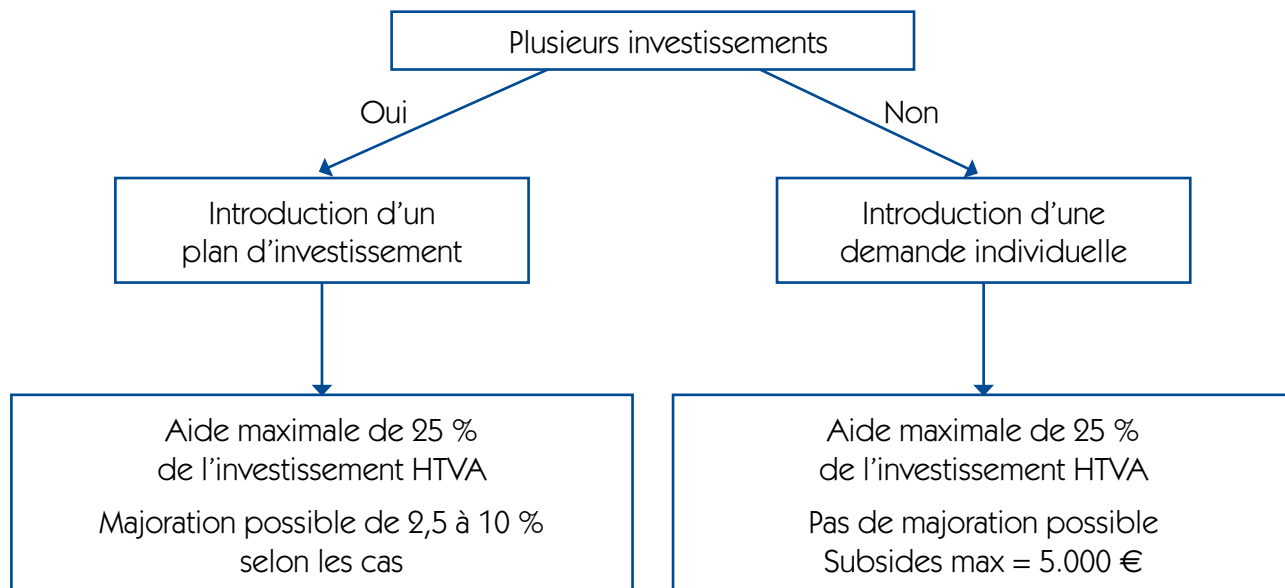 Plusieurs investissements
Oui
Non
Introduction d'un
plan d'investissement
Introduction d'une
demande individuelle
Aide maximale de 25 %
de l'investissement HTVA
Majoration possible de 2,5 à 10 %
selon les cas
Aide maximale de 25 %
de l'investissement HTVA
Pas de majoration possible
Subsides max = 5.000 €